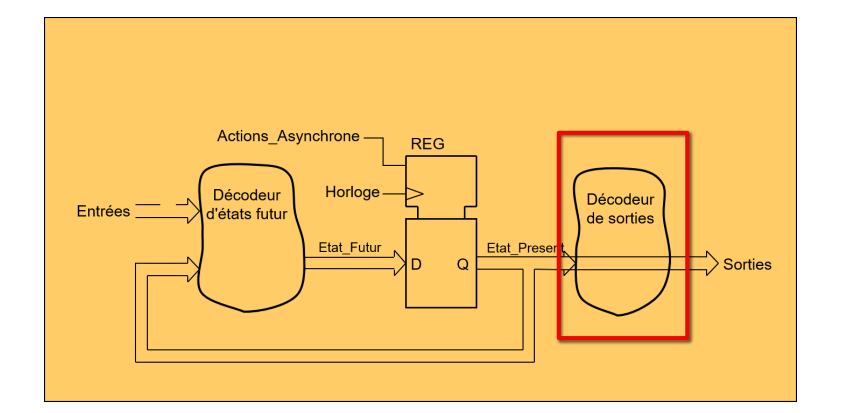 Actions_Asynchrone
REG
Décodeur
d'états futur
Horloge
Décodeur
de sorties
Entrées
Etat_Futur
Etat_Present
D
Q
Sorties